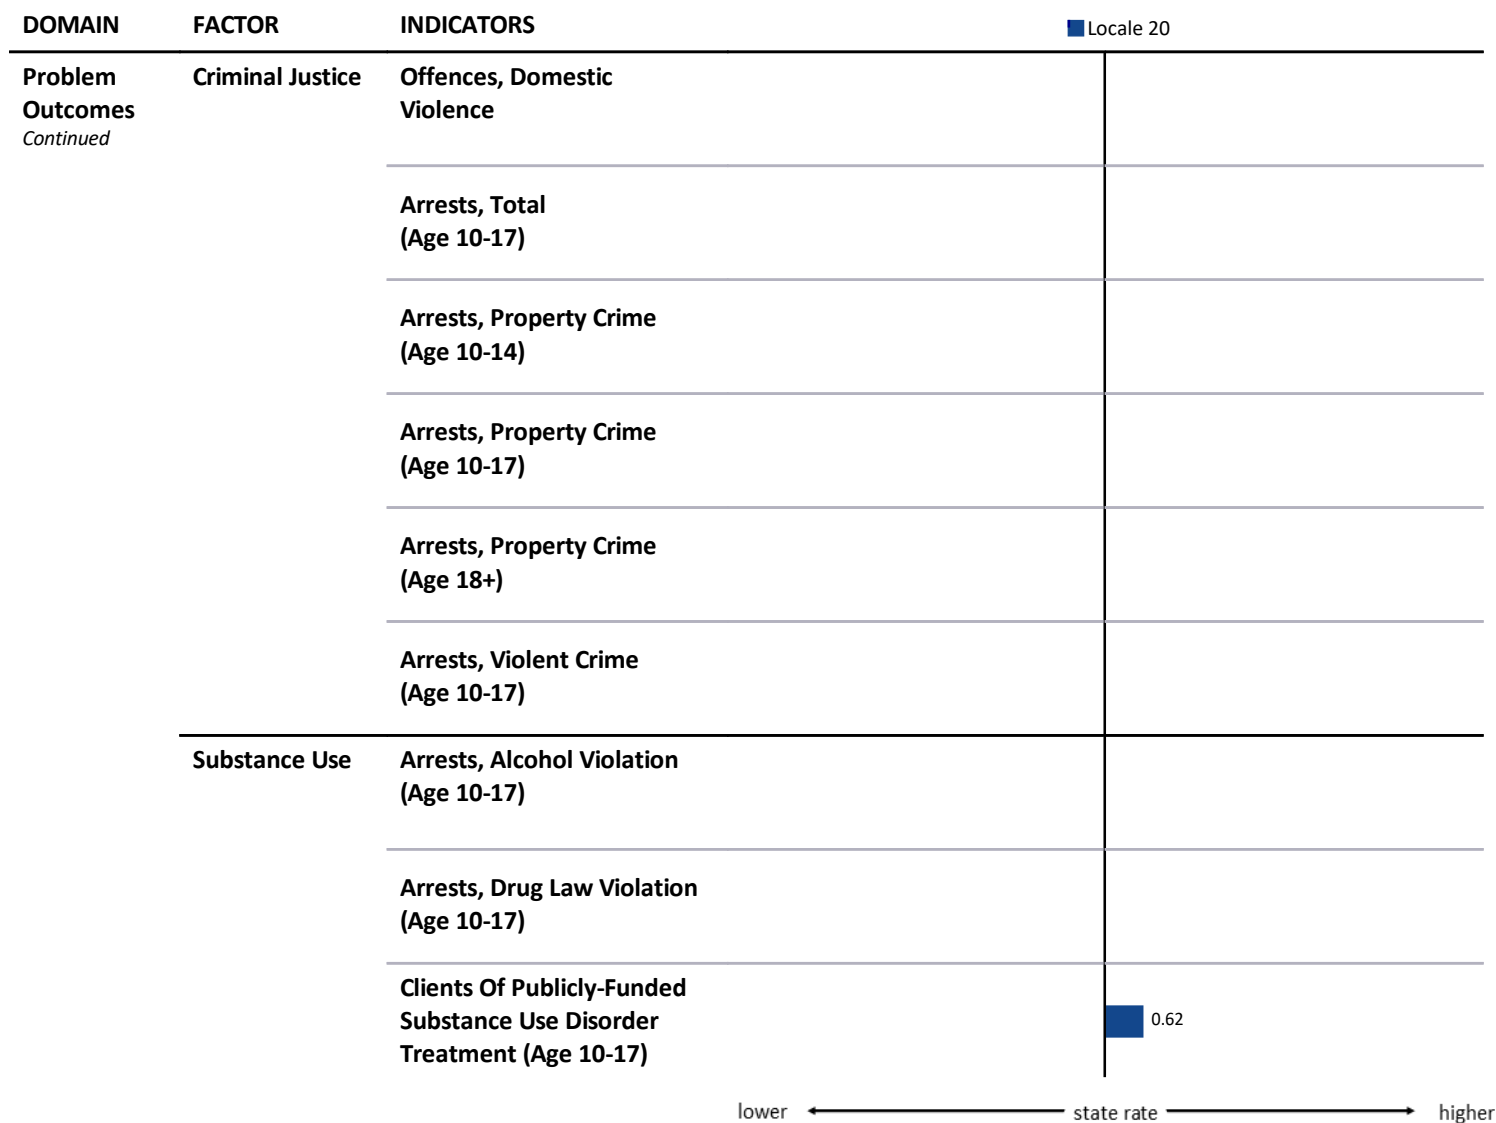 DOMAIN FACTOR INDICATORS
Locale 20
Problem
Outcomes
Continued
Criminal Justice
Offences, Domestic
Violence
Arrests, Total
(Age 10-17)
Arrests, Property Crime
(Age 10-14)
Arrests, Property Crime
(Age 10-17)
Arrests, Property Crime
(Age 18+)
Arrests, Violent Crime
(Age 10-17)
Substance Use
Arrests, Alcohol Violation
(Age 10-17)
Arrests, Drug Law Violation
(Age 10-17)
Clients Of Publicly-Funded
Substance Use Disorder
Treatment (Age 10-17)
0.62
lower state rate higher